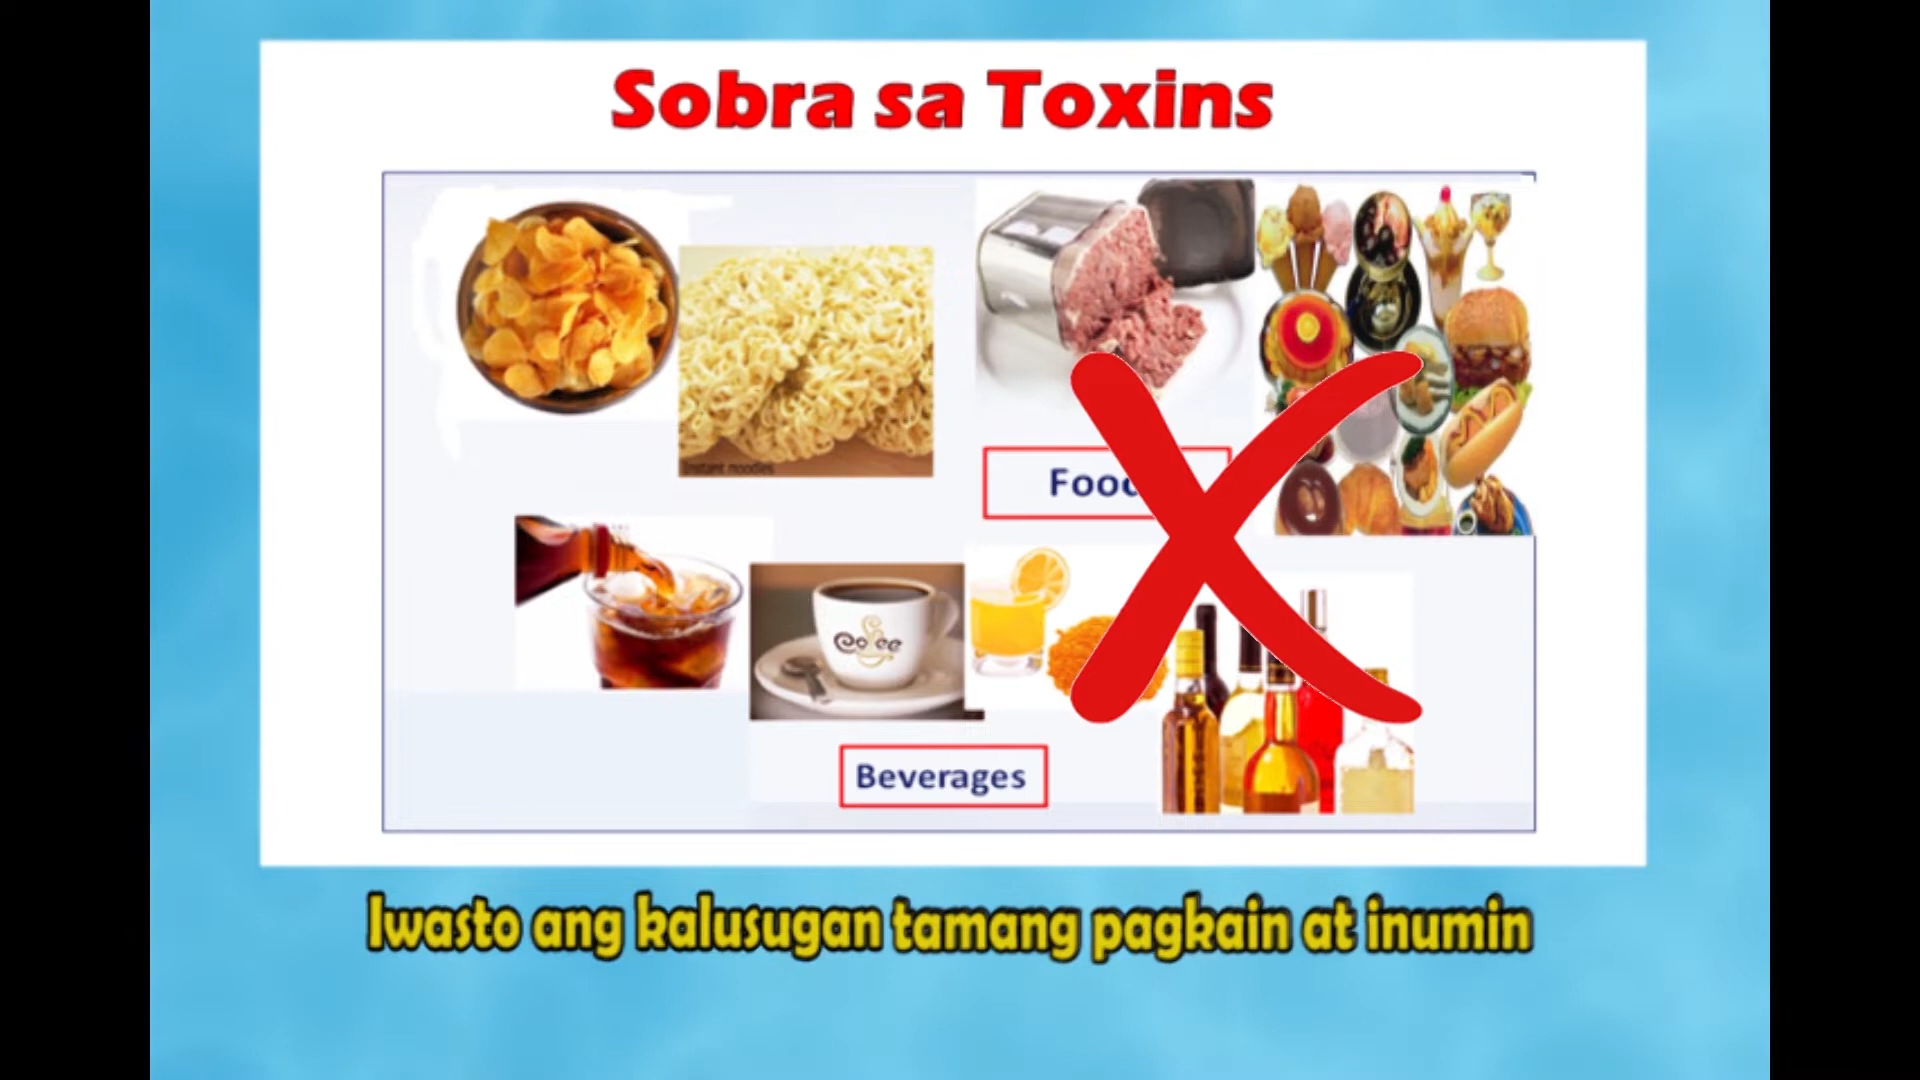 Sobra sa Toxins
Instant noodles
Food
Coffee
Beverages
Iwasto ang kalusugan tamang pagkain at inumin